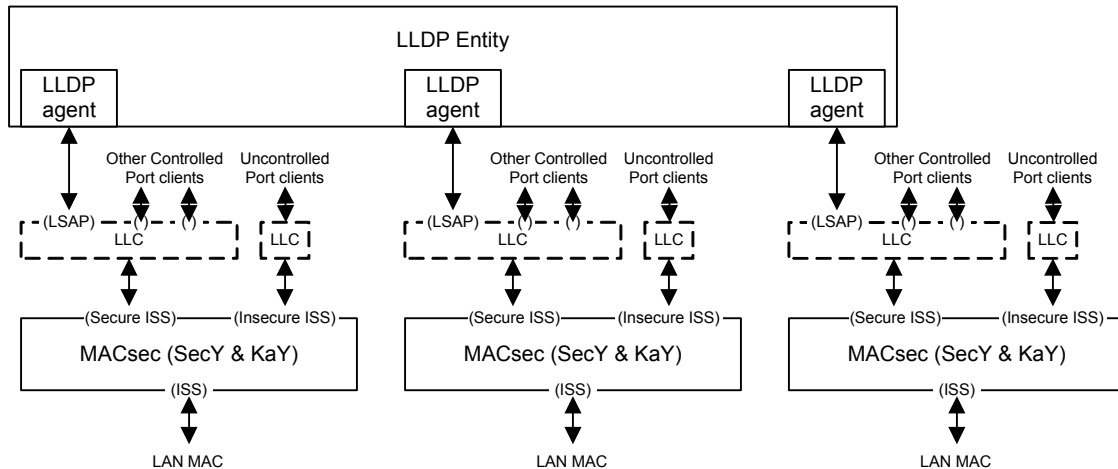 LLDP Entity
LLDP
agent
LLDP
agent
LLDP
agent
Other Controlled
Port clients
Uncontrolled
Port clients
Other Controlled
Port clients
Uncontrolled
Port clients
Other Controlled
Port clients
Uncontrolled
Port clients
(LSAP) ( ) ( )
LLC
LLC
(LSAP) ( ) ( )
LLC
LLC
(LSAP) ( ) ( )
LLC
LLC
(Secure ISS) (Insecure ISS)
MACsec (SecY & KaY)
(ISS)
(Secure ISS) (Insecure ISS)
MACsec (SecY & KaY)
(ISS)
(Secure ISS) (Insecure ISS)
MACsec (SecY & KaY)
(ISS)
LAN MAC
LAN MAC
LAN MAC